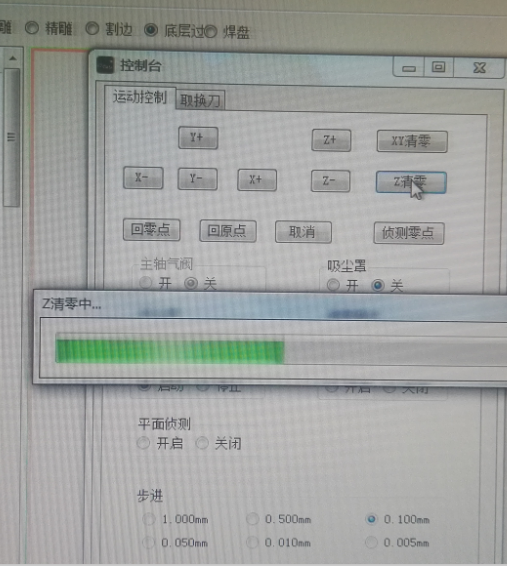 雕 精雕 割边 底层过 焊盘
控制台
运动控制 取换刀
Y+ Z+ XY清零
X- Y- X+ Z- Z清零
回零点 回原点 取消 侦测零点
主轴气阀 吸尘罩
开 关 开 关
Z清零中...
启动 停止 开启 关闭
平面侦测
开启 关闭
步进
1.000mm 0.500mm 0.100mm
0.050mm 0.010mm 0.005mm